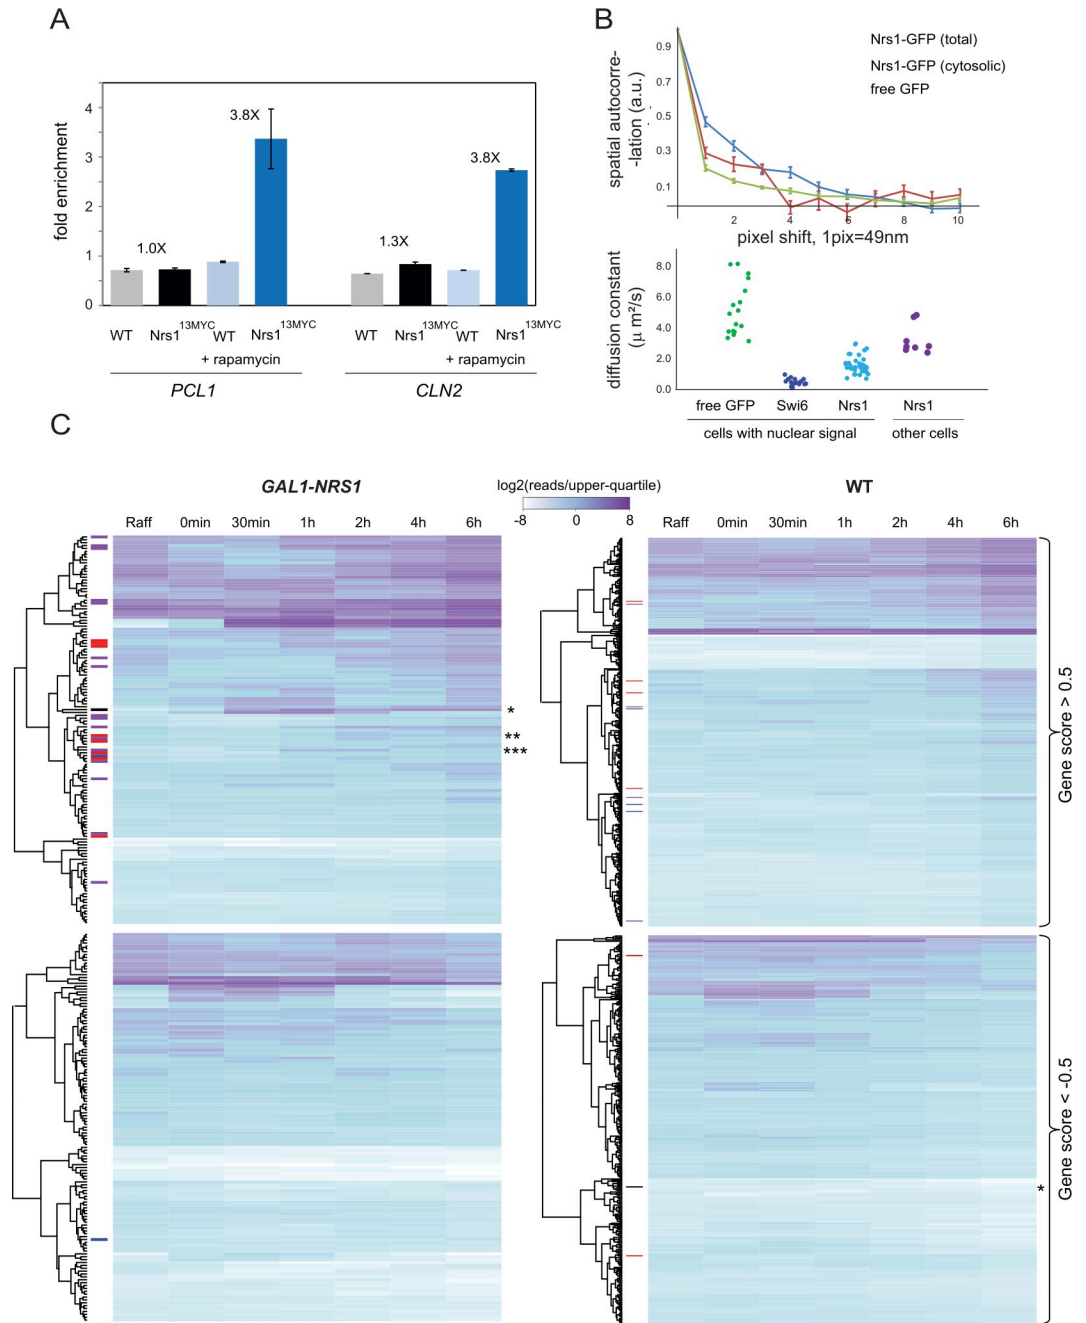 A
fold enrichment
4
3
2
1
0
1.0X
3.8X
1.3X
3.8X
WT
Nrs1^13MYC
WT
Nrs1^13MYC
WT
Nrs1^13MYC
WT
Nrs1^13MYC
+ rapamycin
+ rapamycin
PCL1
CLN2
B
spatial autocorre-
-lation (a.u.)
0.9
0.7
0.5
0.3
0.1
Nrs1-GFP (total)
Nrs1-GFP (cytosolic)
free GFP
2
4
6
8
10
pixel shift, 1pix=49nm
diffusion constant
(μ m²/s)
8.0
6.0
4.0
2.0
0.0
free GFP
Swi6
Nrs1
Nrs1
cells with nuclear signal
other cells
C
GAL1-NRS1
log2(reads/upper-quartile)
-8
0
8
WT
Raff
0min
30min
1h
2h
4h
6h
Raff
0min
30min
1h
2h
4h
6h
*
**
***
Gene score > 0.5
*
Gene score < -0.5